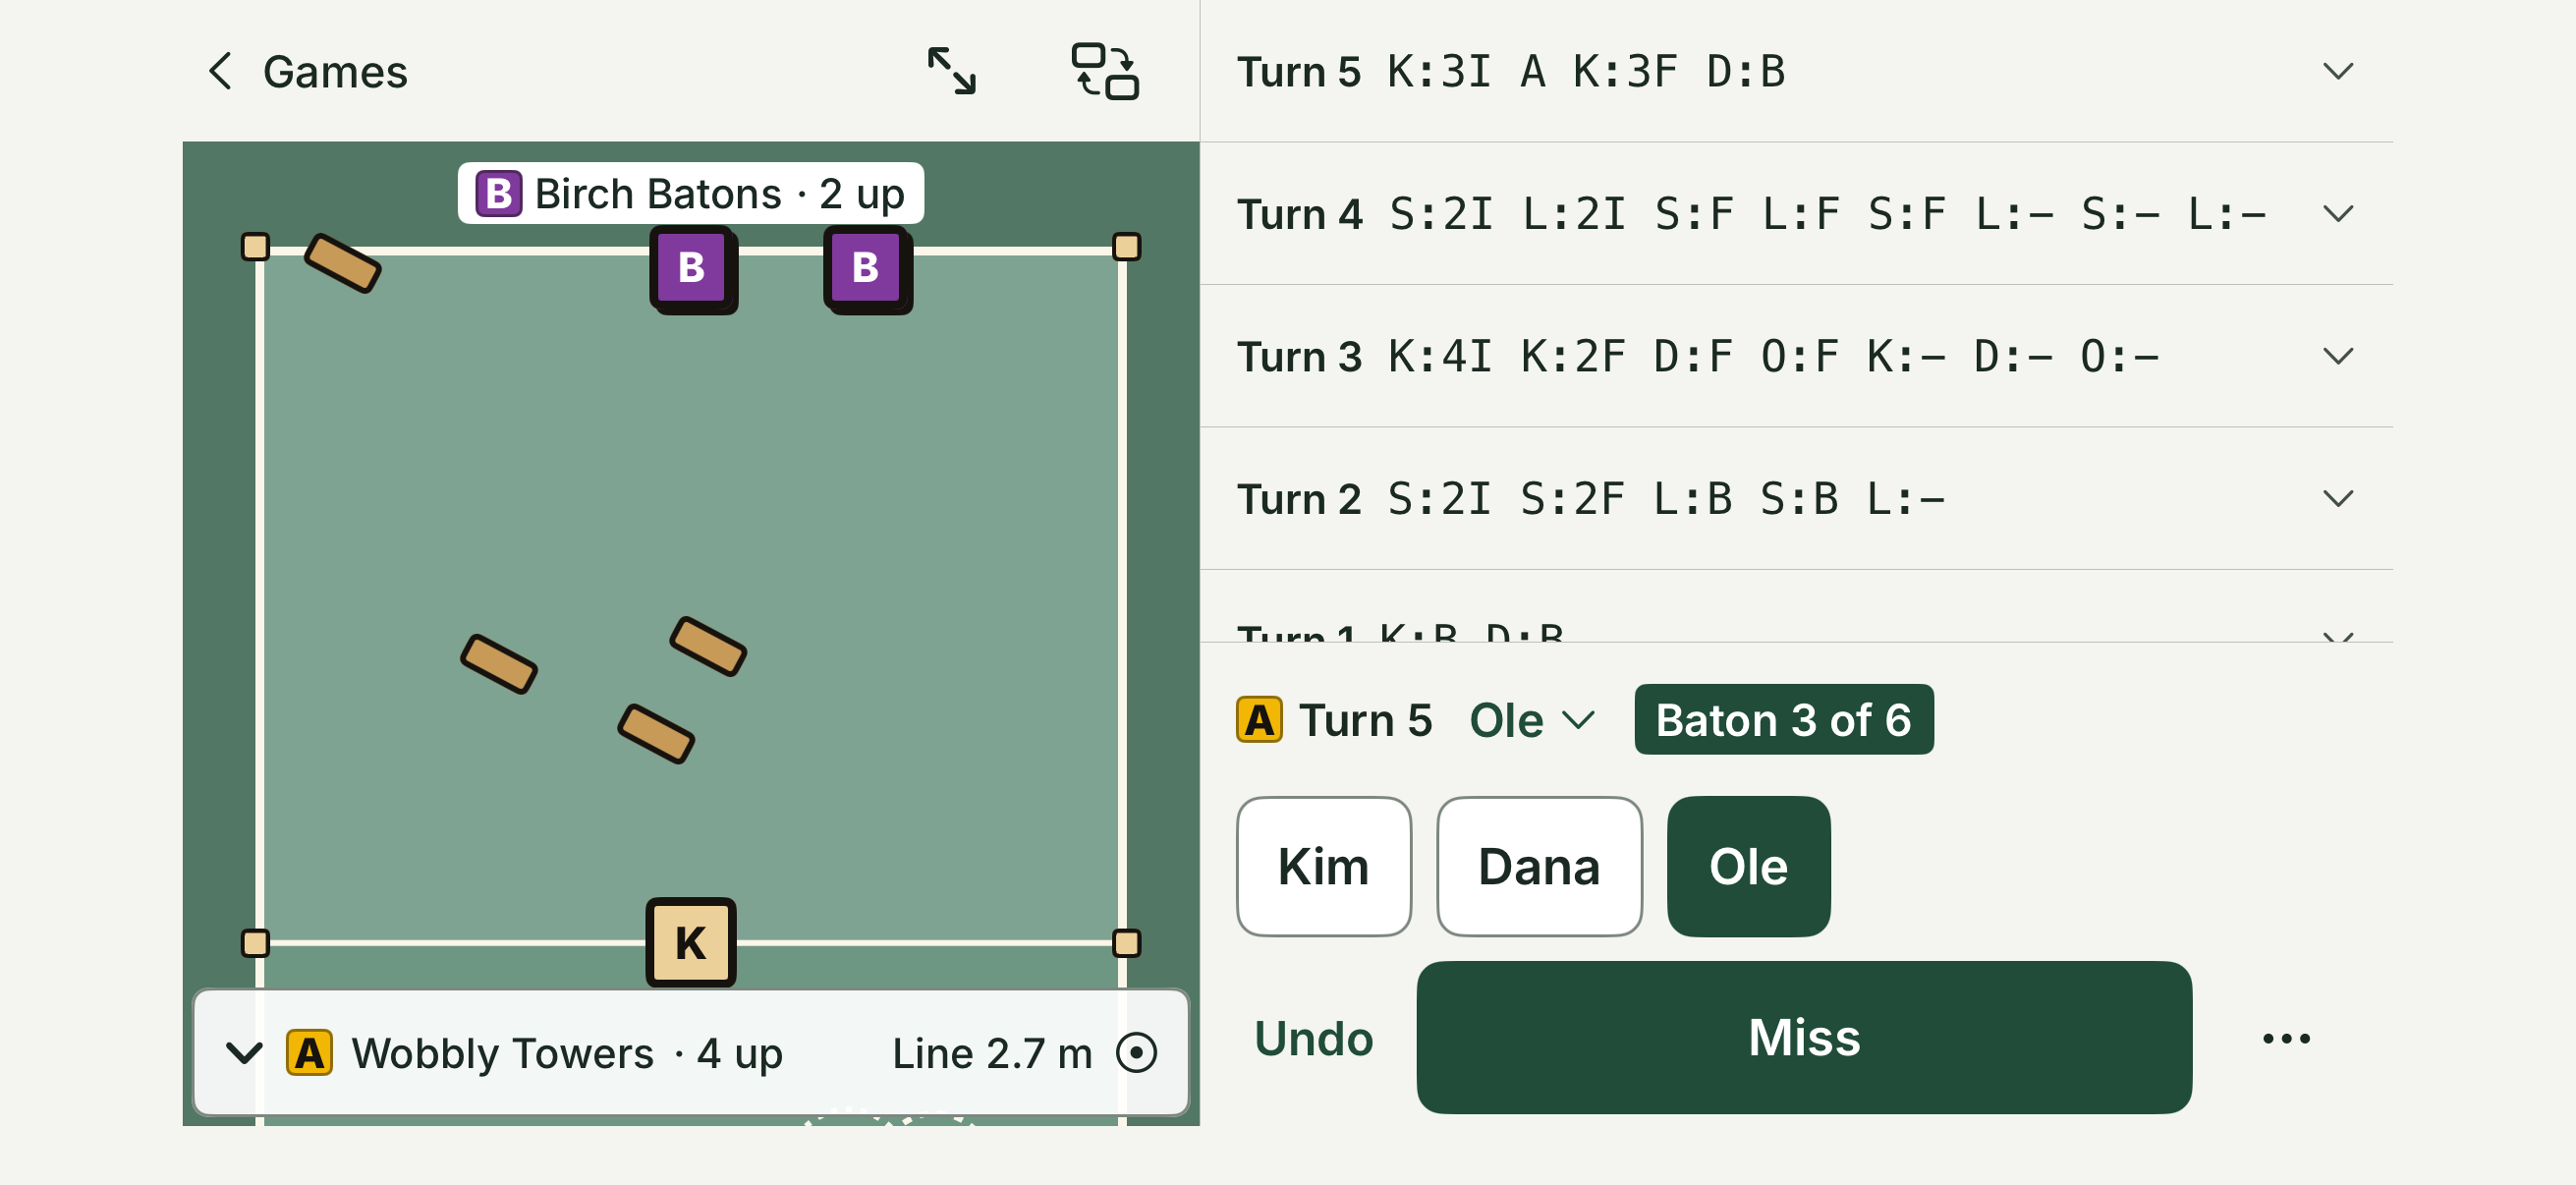 Games
B Birch Batons · 2 up
B B
K
A Wobbly Towers · 4 up Line 2.7 m
Turn 5 K:3I A K:3F D:B
Turn 4 S:2I L:2I S:F L:F S:F L:– S:– L:–
Turn 3 K:4I K:2F D:F O:F K:– D:– O:–
Turn 2 S:2I S:2F L:B S:B L:–
Turn 1 K:B D:B
A Turn 5 Ole Baton 3 of 6
Kim Dana Ole
Undo Miss